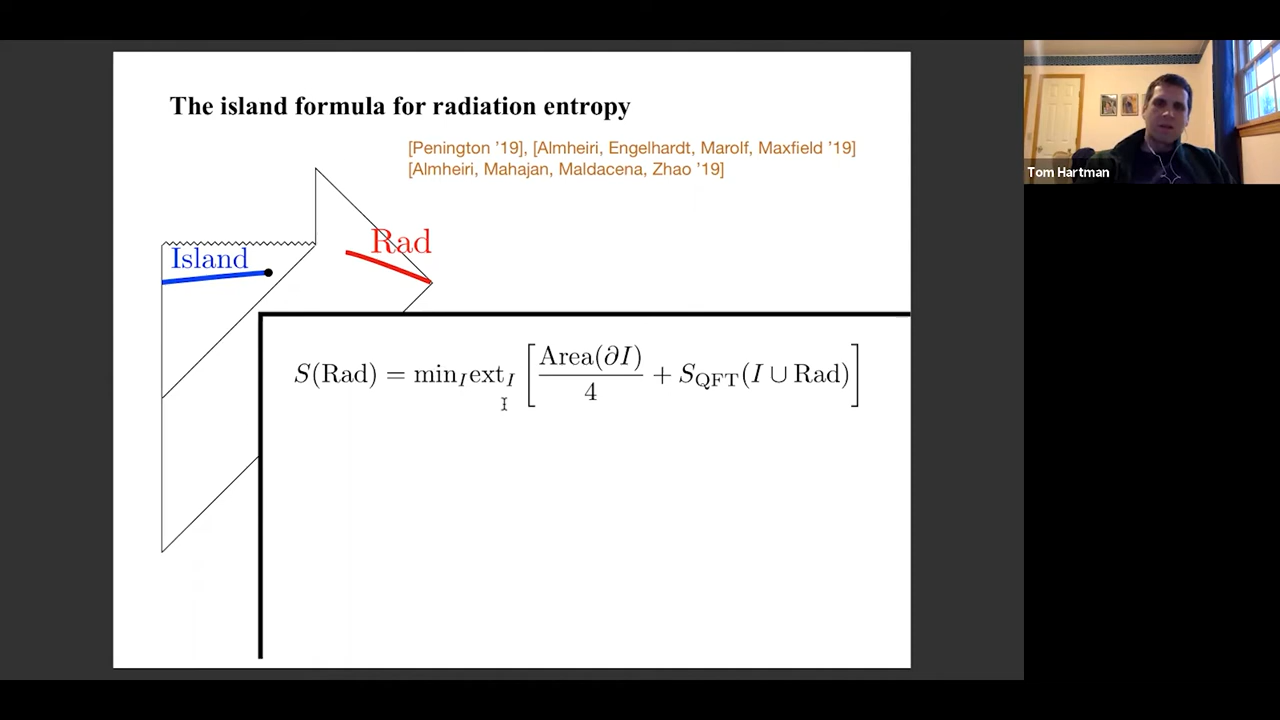 The island formula for radiation entropy
[Penington '19], [Almheiri, Engelhardt, Marolf, Maxfield '19]
[Almheiri, Mahajan, Maldacena, Zhao '19]
Tom Hartman
Rad
Island
S(Rad) = min_I ext_I [ Area(∂I) / 4 + S_QFT(I ∪ Rad) ]